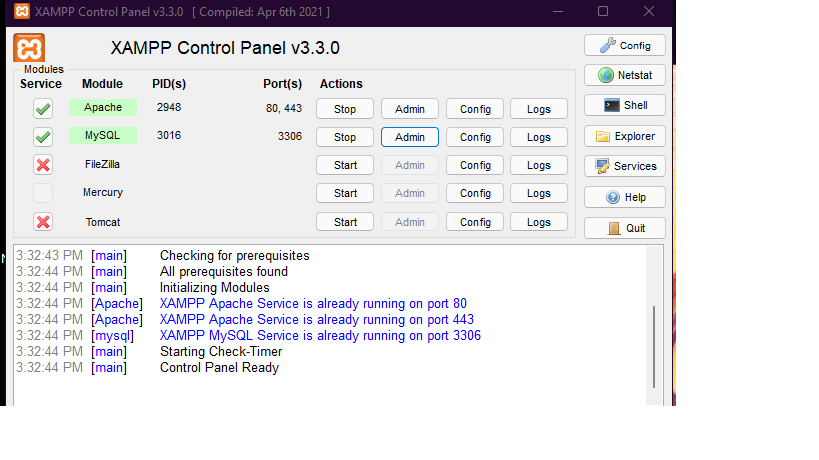 XAMPP Control Panel v3.3.0 [ Compiled: Apr 6th 2021 ]
XAMPP Control Panel v3.3.0
Config
Modules
Service Module PID(s) Port(s) Actions
Netstat
Apache 2948 80, 443 Stop Admin Config Logs
Shell
MySQL 3016 3306 Stop Admin Config Logs
Explorer
FileZilla Start Admin Config Logs
Services
Mercury Start Admin Config Logs
Help
Tomcat Start Admin Config Logs
Quit
3:32:43 PM [main] Checking for prerequisites
3:32:44 PM [main] All prerequisites found
3:32:44 PM [main] Initializing Modules
3:32:44 PM [Apache] XAMPP Apache Service is already running on port 80
3:32:44 PM [Apache] XAMPP Apache Service is already running on port 443
3:32:44 PM [mysql] XAMPP MySQL Service is already running on port 3306
3:32:44 PM [main] Starting Check-Timer
3:32:44 PM [main] Control Panel Ready